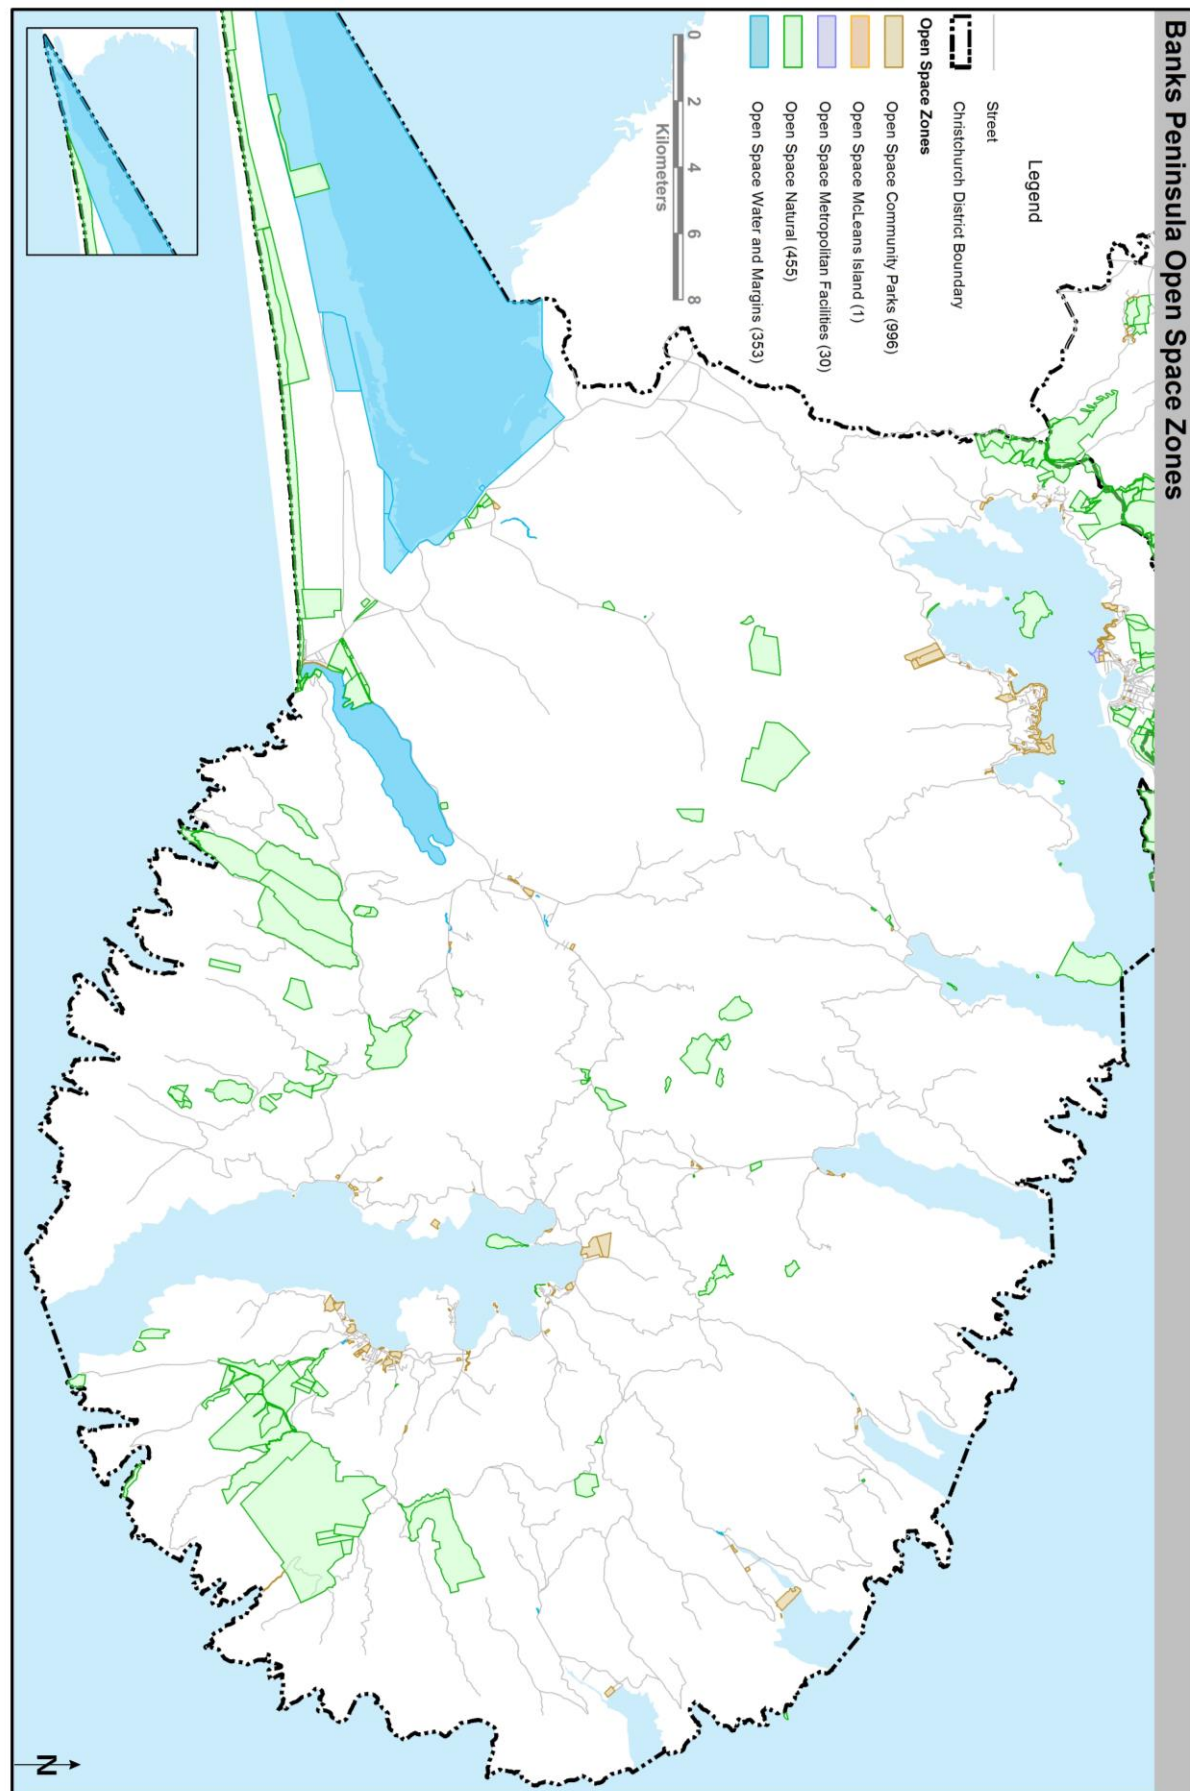 Banks Peninsula Open Space Zones
Legend
Street
Christchurch District Boundary
Open Space Zones
Open Space Community Parks (996)
Open Space McLeans Island (1)
Open Space Metropolitan Facilities (30)
Open Space Natural (455)
Open Space Water and Margins (353)
0 2 4 6 8
Kilometers
N